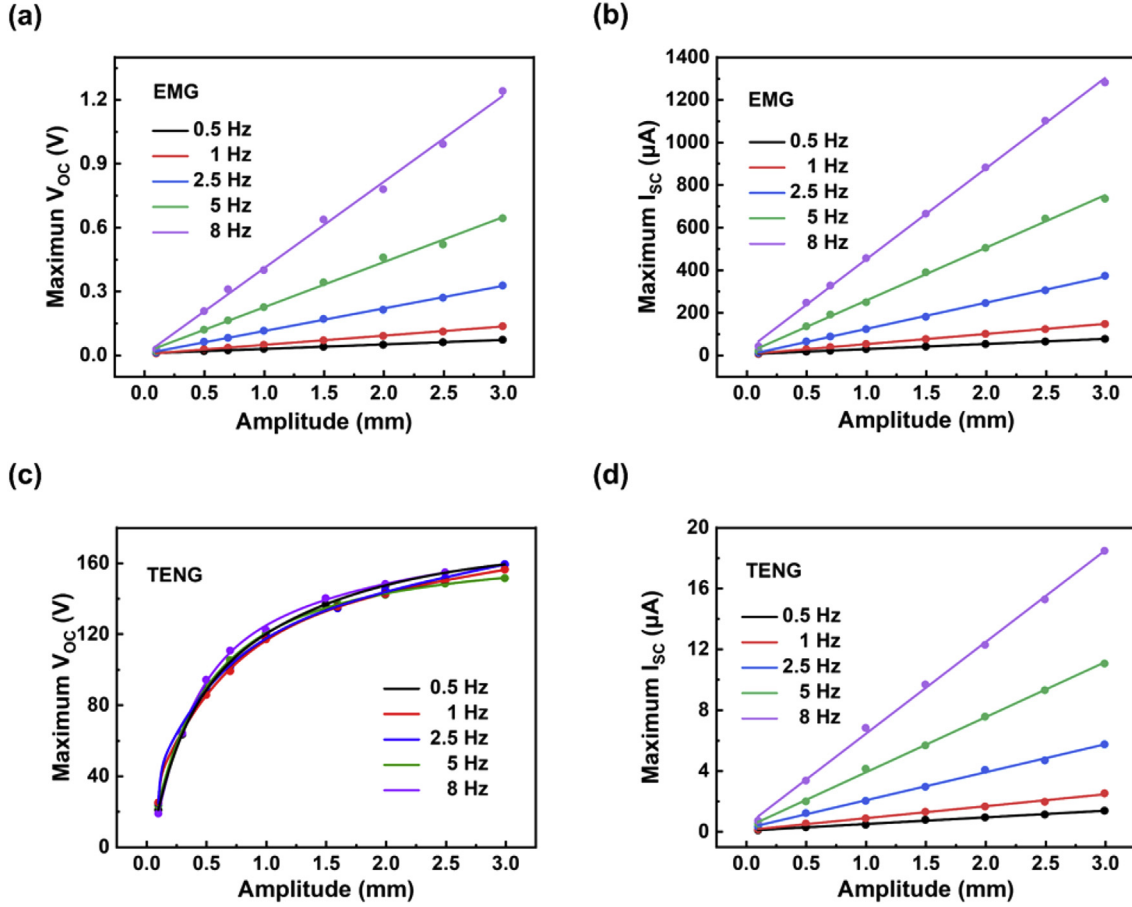 (a)
1.2
0.9
0.6
0.3
0.0
Maximun VOC (V)
EMG
0.5 Hz
1 Hz
2.5 Hz
5 Hz
8 Hz
0.0 0.5 1.0 1.5 2.0 2.5 3.0
Amplitude (mm)
(b)
1400
1200
1000
800
600
400
200
0
Maximum ISC (μA)
EMG
0.5 Hz
1 Hz
2.5 Hz
5 Hz
8 Hz
0.0 0.5 1.0 1.5 2.0 2.5 3.0
Amplitude (mm)
(c)
160
120
80
40
0
Maximum VOC (V)
TENG
0.5 Hz
1 Hz
2.5 Hz
5 Hz
8 Hz
0.0 0.5 1.0 1.5 2.0 2.5 3.0
Amplitude (mm)
(d)
20
16
12
8
4
0
Maximum ISC (μA)
TENG
0.5 Hz
1 Hz
2.5 Hz
5 Hz
8 Hz
0.0 0.5 1.0 1.5 2.0 2.5 3.0
Amplitude (mm)